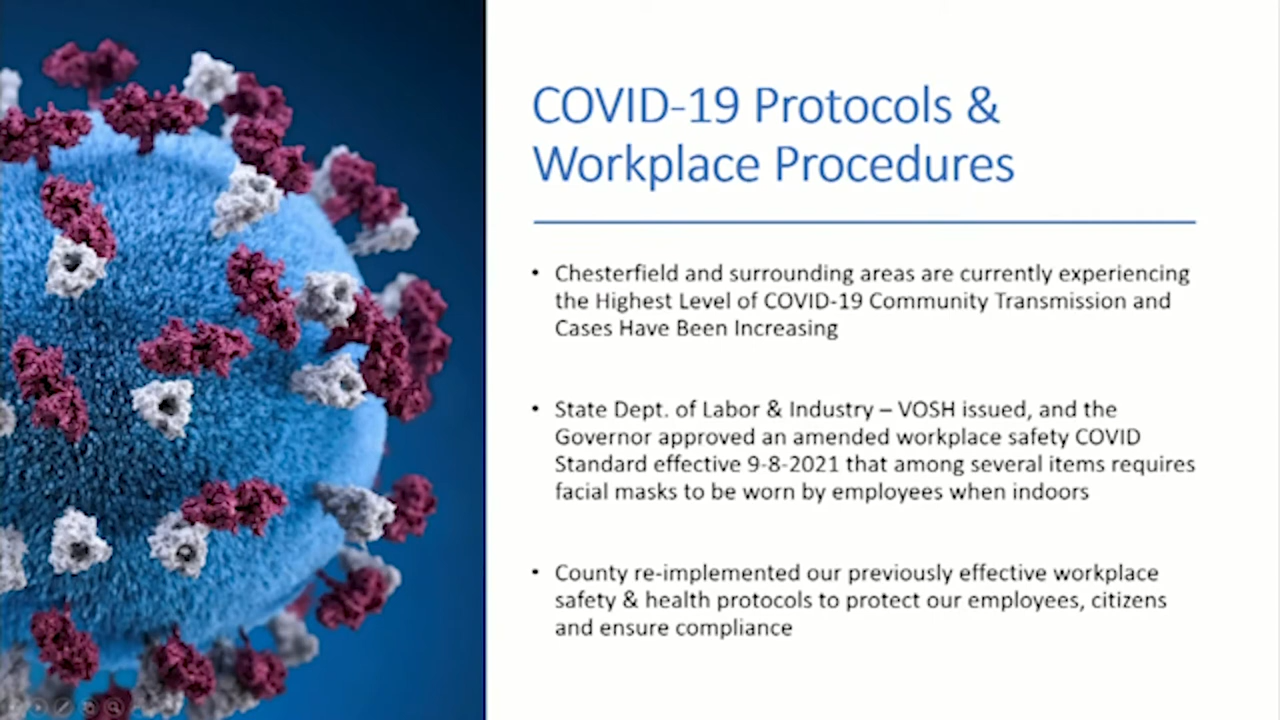 COVID-19 Protocols &
Workplace Procedures
• Chesterfield and surrounding areas are currently experiencing
the Highest Level of COVID-19 Community Transmission and
Cases Have Been Increasing
• State Dept. of Labor & Industry – VOSH issued, and the
Governor approved an amended workplace safety COVID
Standard effective 9-8-2021 that among several items requires
facial masks to be worn by employees when indoors
• County re-implemented our previously effective workplace
safety & health protocols to protect our employees, citizens
and ensure compliance